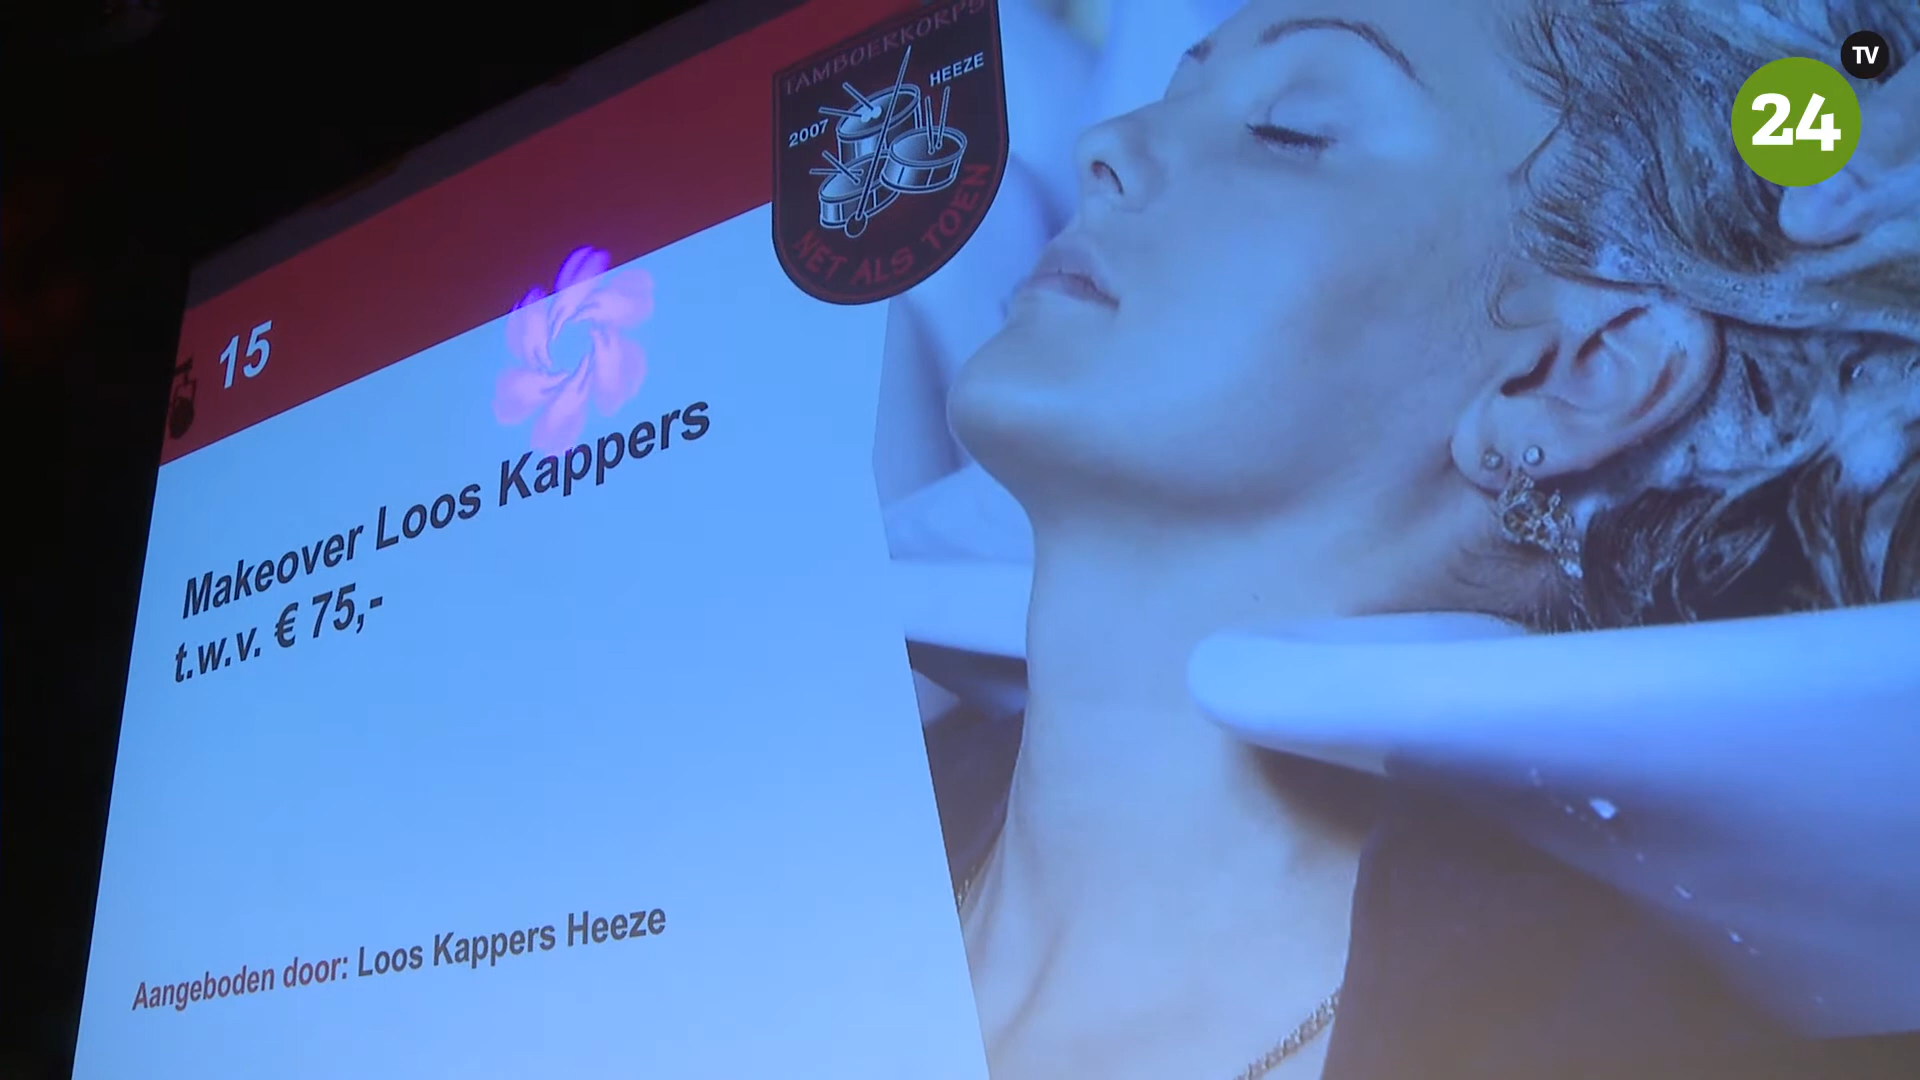 TV
24
TAMBOERKORPS
HEEZE
2007
NET ALS TOEN
15
Makeover Loos Kappers
t.w.v. € 75,-
Aangeboden door: Loos Kappers Heeze